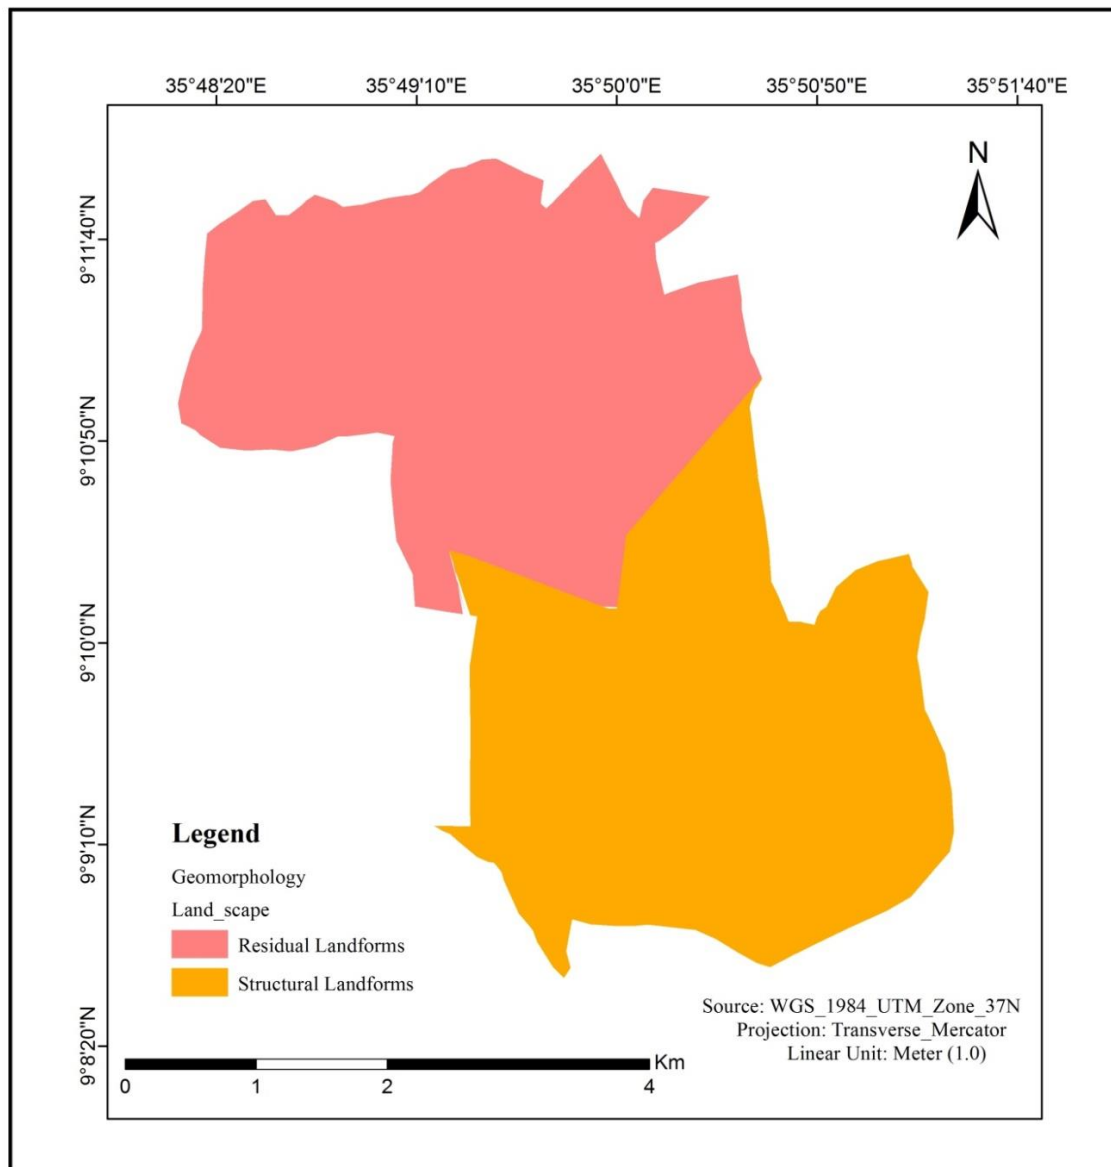 35°48'20"E 35°49'10"E 35°50'0"E 35°50'50"E 35°51'40"E
N
9°11'40"N
9°10'50"N
9°10'0"N
9°9'10"N
9°8'20"N
Legend
Geomorphology
Land_scape
Residual Landforms
Structural Landforms
Source: WGS_1984_UTM_Zone_37N
Projection: Transverse_Mercator
Linear Unit: Meter (1.0)
Km
0 1 2 4